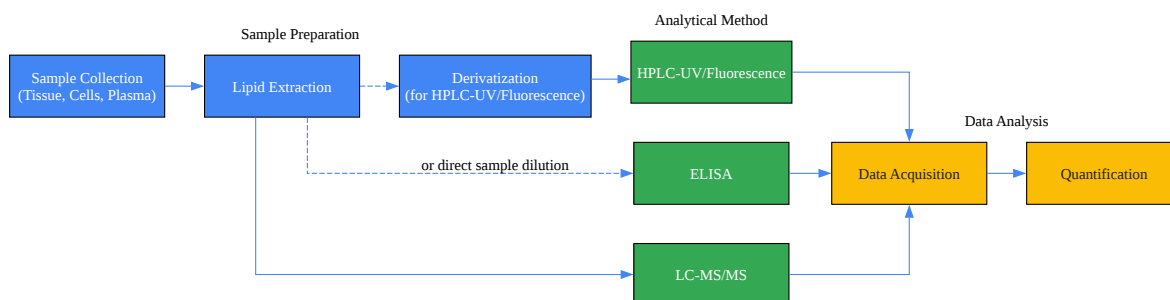 Analytical Method
Sample Preparation
Sample Collection
(Tissue, Cells, Plasma)
Lipid Extraction
Derivatization
(for HPLC-UV/Fluorescence)
HPLC-UV/Fluorescence
Data Analysis
or direct sample dilution
ELISA
Data Acquisition
Quantification
LC-MS/MS